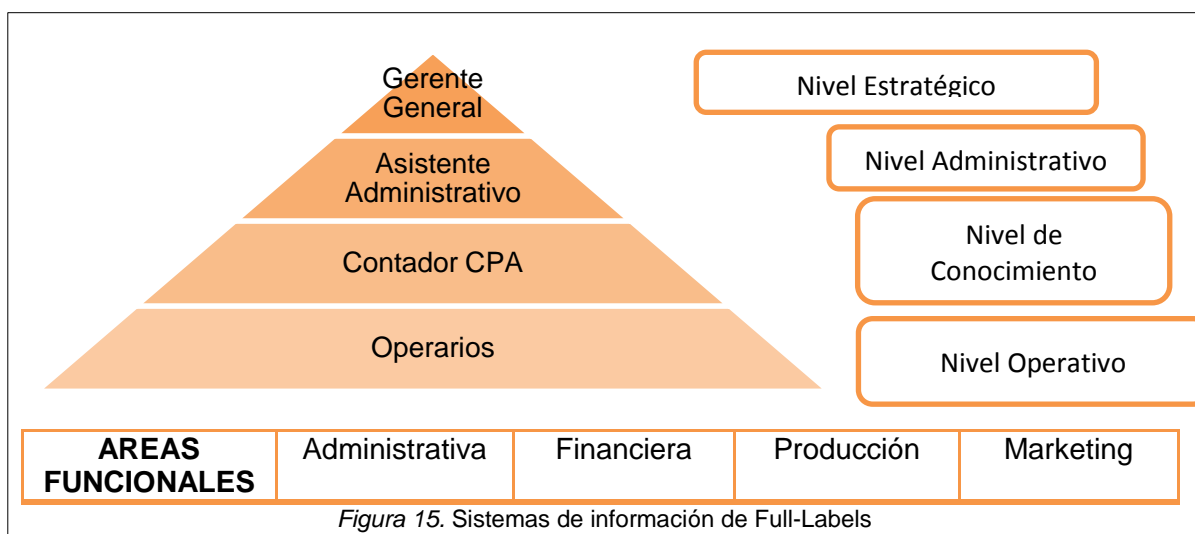 Gerente
General
Nivel Estratégico
Asistente
Administrativo
Nivel Administrativo
Contador CPA
Nivel de
Conocimiento
Operarios
Nivel Operativo
AREAS
FUNCIONALES
Administrativa
Financiera
Producción
Marketing
Figura 15. Sistemas de información de Full-Labels